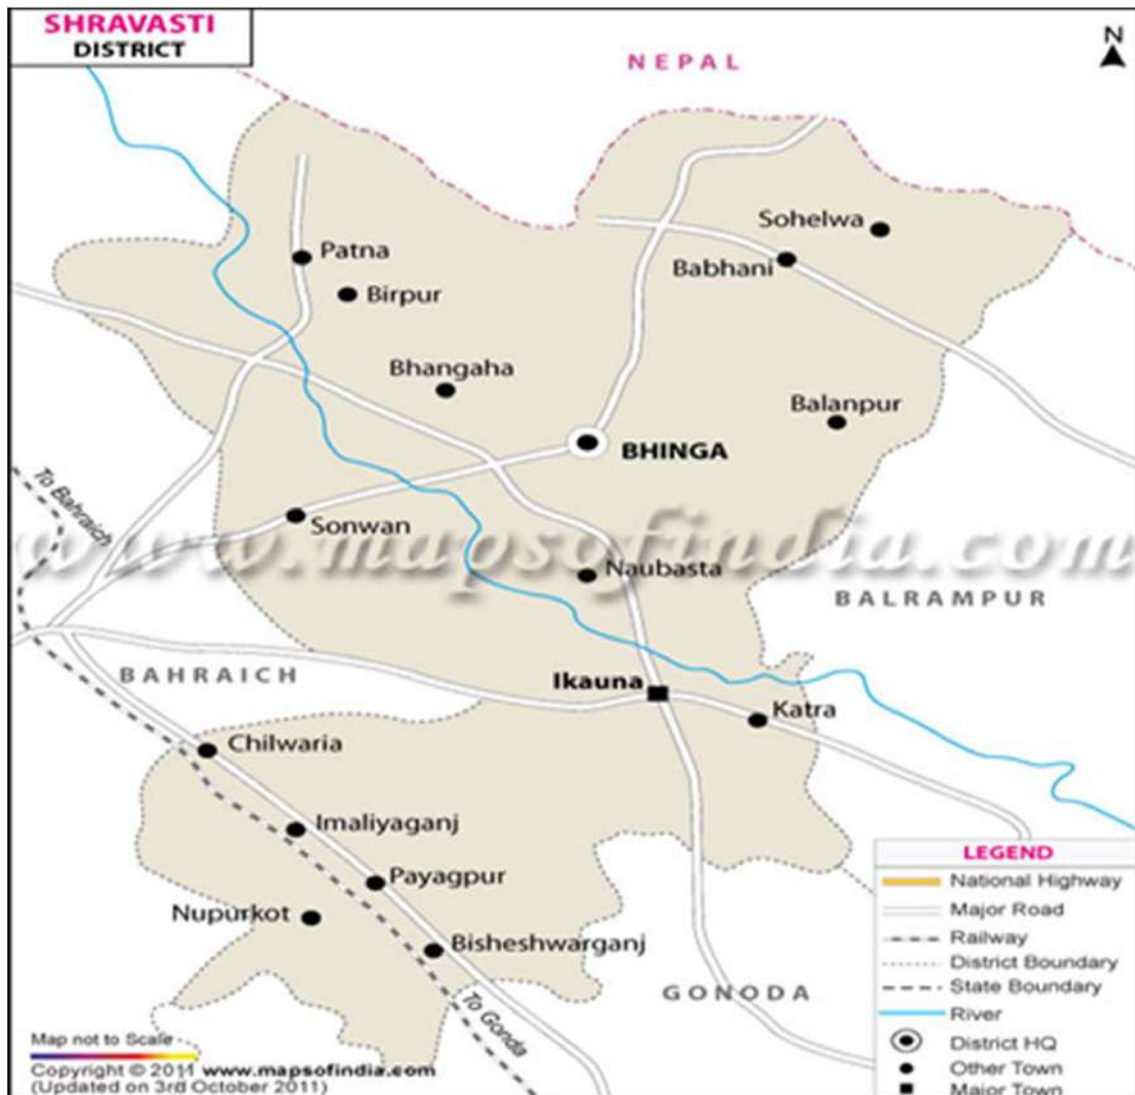 SHRAVASTI
DISTRICT
N
NEPAL
Sohelwa
Patna
Babhani
Birpur
Bhangaha
Balanpur
BHINGA
To Bahraich
Sonwan
www.mapsofindia.com
Naubasta
BALRAMPUR
BAHRAICH
Ikauna
Katra
Chilwaria
Imaliyaganj
Payagpur
Nupurkot
Bisheshwarganj
GONODA
To Gonda
LEGEND
National Highway
Major Road
Railway
District Boundary
State Boundary
River
District HQ
Other Town
Major Town
Map not to Scale
Copyright © 2011 www.mapsofindia.com
(Updated on 3rd October 2011)